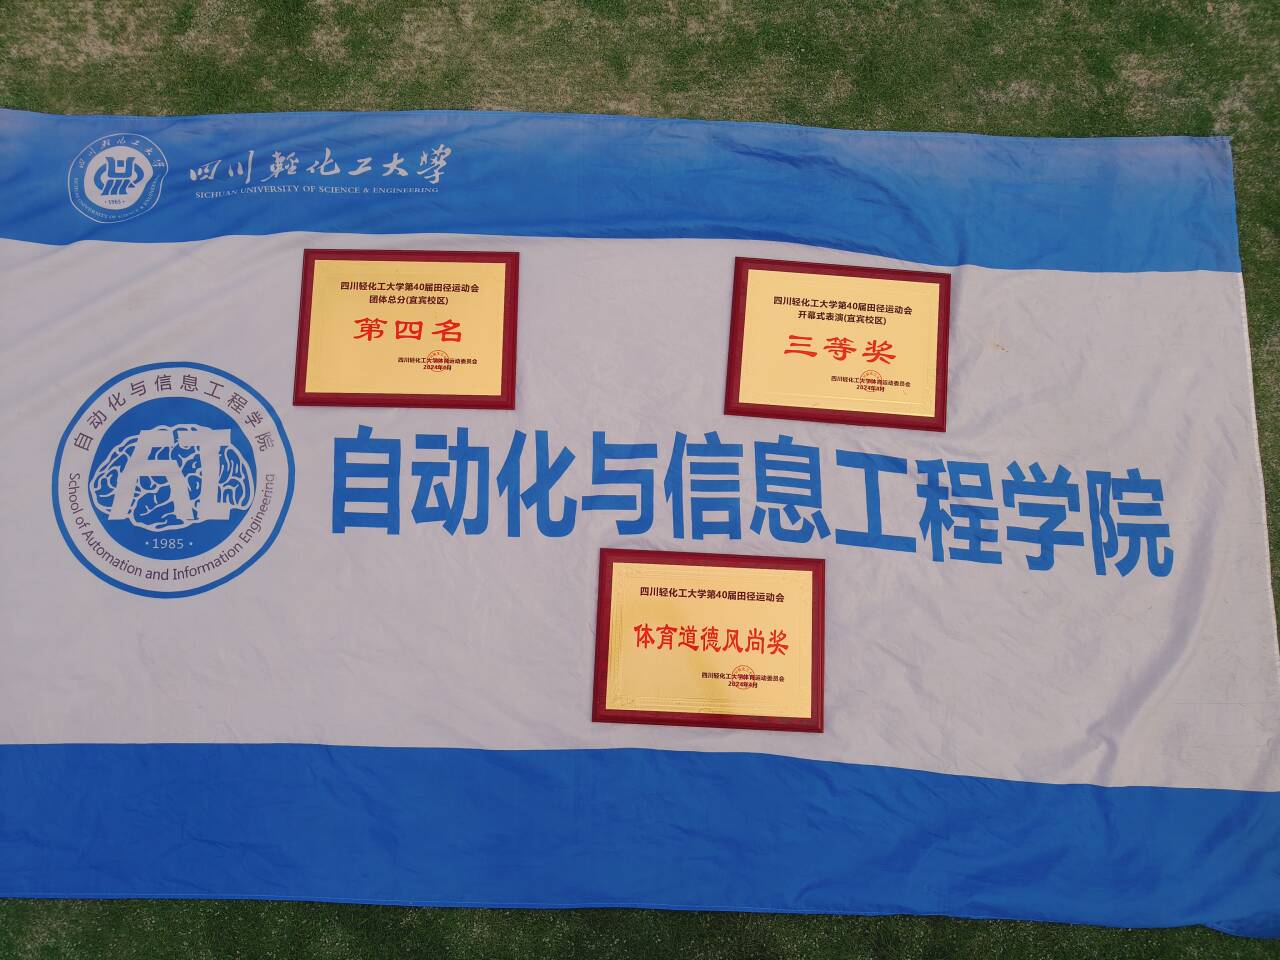 四川輕化工大學
SICHUAN UNIVERSITY OF SCIENCE & ENGINEERING
·1985·
四川轻化工大学第40届田径运动会
团体总分(宜宾校区)
第四名
四川轻化工大学体育运动委员会
2024年4月
四川轻化工大学第40届田径运动会
开幕式表演(宜宾校区)
三等奖
四川轻化工大学体育运动委员会
2024年4月
自动化与信息工程学院
AI
·1985·
School of Automation and Information Engineering
自动化与信息工程学院
四川轻化工大学第40届田径运动会
体育道德风尚奖
四川轻化工大学体育运动委员会
2024年4月